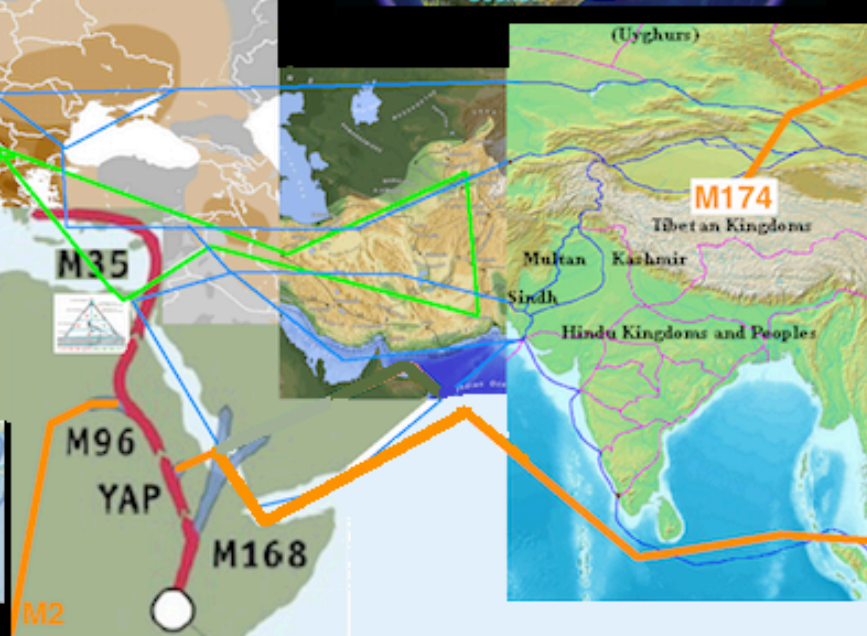 (Uyghurs)
M174
Tibetan Kingdoms
M35
Multan Kashmir
Sindh
Hindu Kingdoms and Peoples
M96
YAP
M168
M2